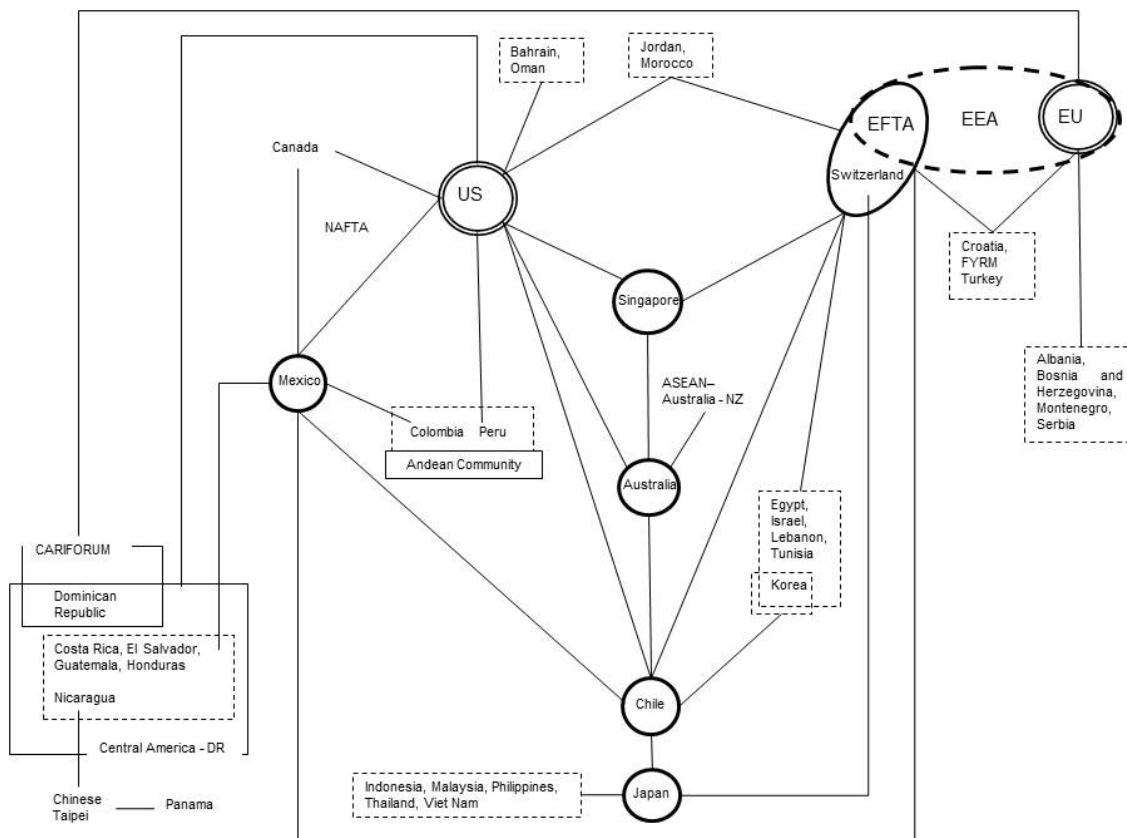 Bahrain,
Oman
Jordan,
Morocco
EFTA
EEA
EU
Canada
US
Switzerland
NAFTA
Croatia,
FYRM
Turkey
Singapore
Mexico
ASEAN–
Australia - NZ
Albania,
Bosnia and
Herzegovina,
Montenegro,
Serbia
Colombia Peru
Andean Community
Australia
Egypt,
Israel,
Lebanon,
Tunisia
Korea
CARIFORUM
Dominican
Republic
Costa Rica, El Salvador,
Guatemala, Honduras
Nicaragua
Central America - DR
Chile
Chinese
Taipei
Panama
Indonesia, Malaysia, Philippines,
Thailand, Viet Nam
Japan